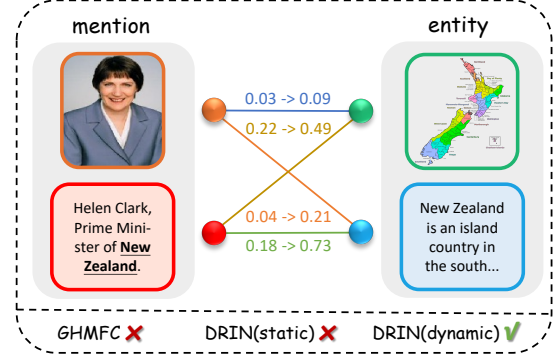 mention
entity
0.03 -> 0.09
0.22 -> 0.49
Helen Clark,
Prime Mini-
ster of New
Zealand.
0.04 -> 0.21
0.18 -> 0.73
New Zealand
is an island
country in
the south...
GHMFC ✘ DRIN(static) ✘ DRIN(dynamic) ✓